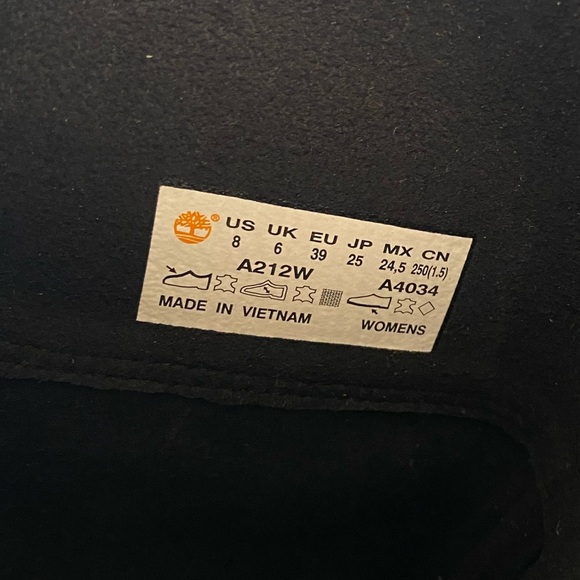 ® US UK EU JP MX CN
8 6 39 25 24,5 250(1.5)
A212W A4034
MADE IN VIETNAM WOMENS